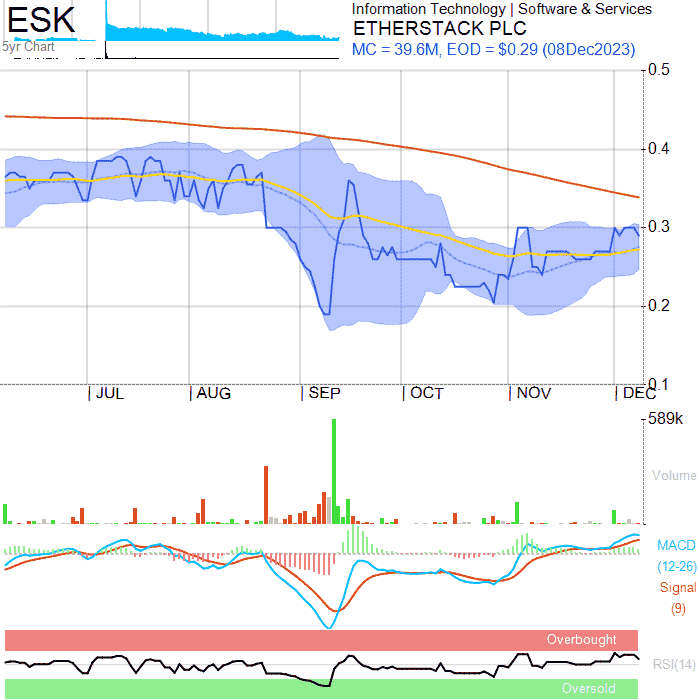 ESK
5yr Chart
Information Technology | Software & Services
ETHERSTACK PLC
MC = 39.6M, EOD = $0.29 (08Dec2023)
0.5
0.4
0.3
0.2
0.1
JUL AUG SEP OCT NOV DEC
589k
Volume
MACD
(12-26)
Signal
(9)
Overbought
RSI(14)
Oversold